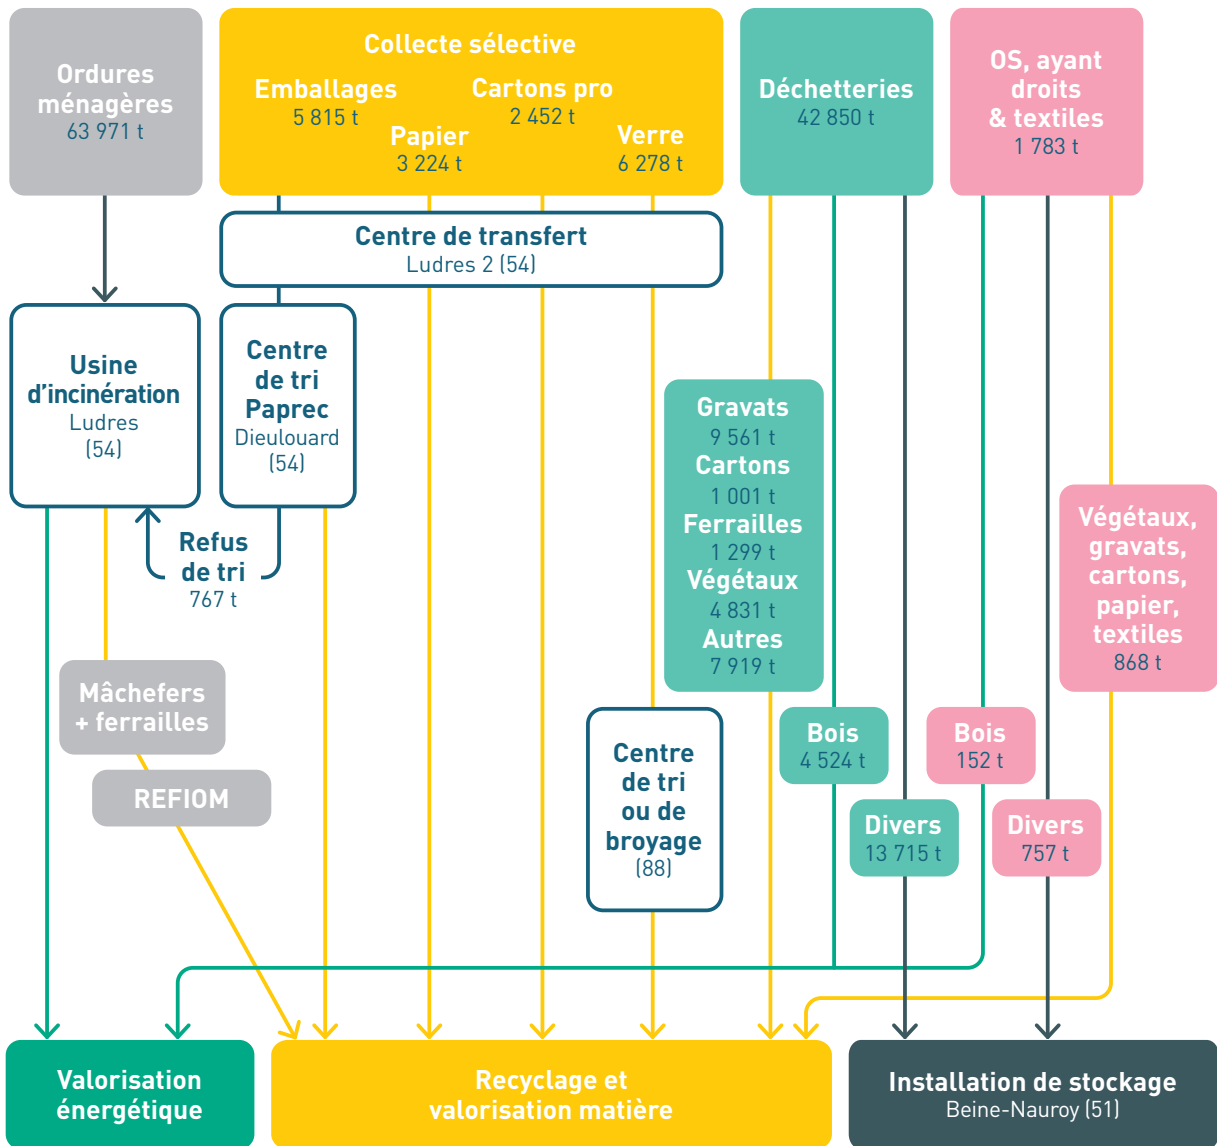 Ordures
ménagères
63 971 t
Collecte sélective
Emballages
5 815 t
Papier
3 224 t
Cartons pro
2 452 t
Verre
6 278 t
Déchetteries
42 850 t
OS, ayant
droits
& textiles
1 783 t
Centre de transfert
Ludres 2 (54)
Usine
d'incinération
Ludres
(54)
Centre
de tri
Paprec
Dieulouard
(54)
Refus
de tri
767 t
Gravats
9 561 t
Cartons
1 001 t
Ferrailles
1 299 t
Végétaux
4 831 t
Autres
7 919 t
Végétaux,
gravats,
cartons,
papier,
textiles
868 t
Mâchefers
+ ferrailles
REFIOM
Centre
de tri
ou de
broyage
(88)
Bois
4 524 t
Bois
152 t
Divers
13 715 t
Divers
757 t
Valorisation
énergétique
Recyclage et
valorisation matière
Installation de stockage
Beine-Nauroy (51)